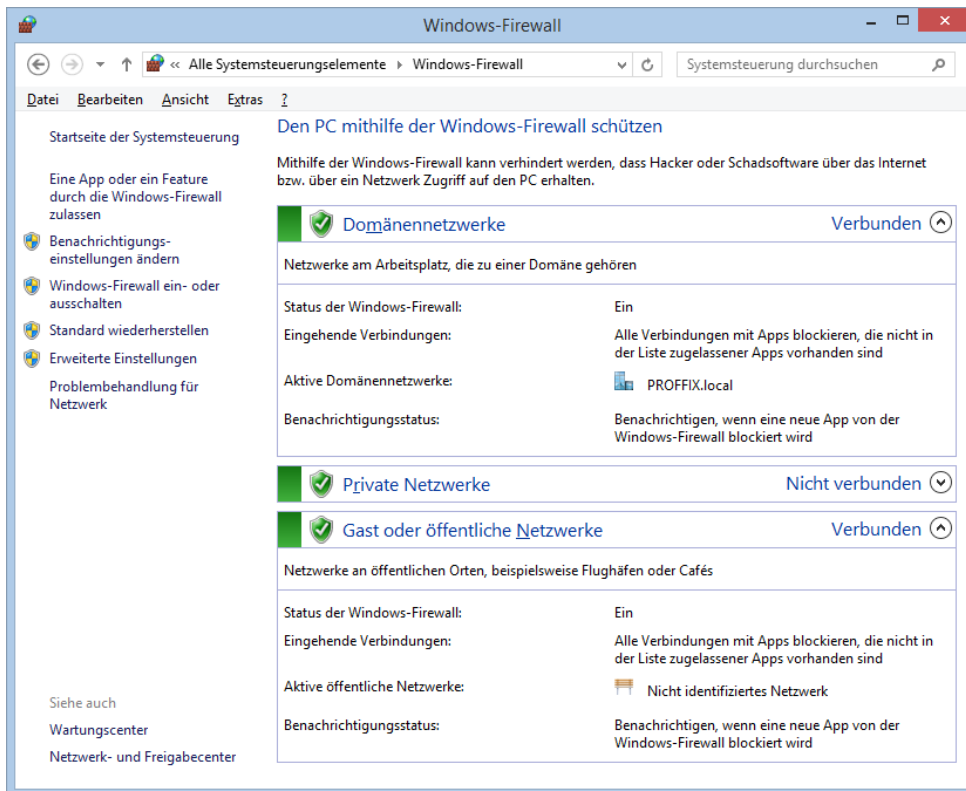 Windows-Firewall
« Alle Systemsteuerungselemente Windows-Firewall
Systemsteuerung durchsuchen
Datei Bearbeiten Ansicht Extras ?
Startseite der Systemsteuerung
Eine App oder ein Feature
durch die Windows-Firewall
zulassen
Benachrichtigungs-
einstellungen ändern
Windows-Firewall ein- oder
ausschalten
Standard wiederherstellen
Erweiterte Einstellungen
Problembehandlung für
Netzwerk
Den PC mithilfe der Windows-Firewall schützen
Mithilfe der Windows-Firewall kann verhindert werden, dass Hacker oder Schadsoftware über das Internet
bzw. über ein Netzwerk Zugriff auf den PC erhalten.
Domänennetzwerke Verbunden
Netzwerke am Arbeitsplatz, die zu einer Domäne gehören
Status der Windows-Firewall: Ein
Eingehende Verbindungen: Alle Verbindungen mit Apps blockieren, die nicht in
der Liste zugelassener Apps vorhanden sind
Aktive Domänennetzwerke: PROFFIX.local
Benachrichtigungsstatus: Benachrichtigen, wenn eine neue App von der
Windows-Firewall blockiert wird
Private Netzwerke Nicht verbunden
Gast oder öffentliche Netzwerke Verbunden
Netzwerke an öffentlichen Orten, beispielsweise Flughäfen oder Cafés
Status der Windows-Firewall: Ein
Eingehende Verbindungen: Alle Verbindungen mit Apps blockieren, die nicht in
der Liste zugelassener Apps vorhanden sind
Aktive öffentliche Netzwerke: Nicht identifiziertes Netzwerk
Benachrichtigungsstatus: Benachrichtigen, wenn eine neue App von der
Windows-Firewall blockiert wird
Siehe auch
Wartungscenter
Netzwerk- und Freigabecenter